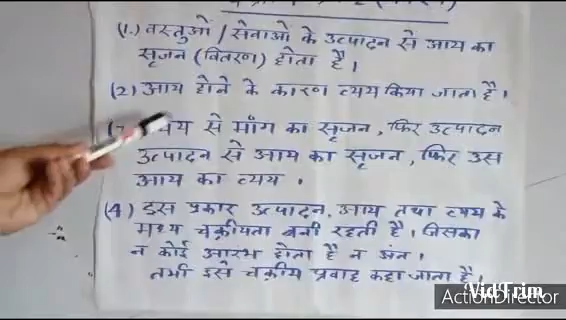 (1.) वस्तुओं / सेवाओं के उत्पादन से आय का
सृजन (वितरण) होता है।
(2) आय होने के कारण व्यय किया जाता है।
से माँग का सृजन, फिर उत्पादन
उत्पादन से आय का सृजन, फिर उस
आय का व्यय ।
(4) इस प्रकार उत्पादन, आय तथा व्यय के
मध्य चक्रीयता बनी रहती है। जिसका
न कोई आरंभ होता है न अंत।
तभी इसे चक्रीय प्रवाह कहा जाता है।
VidTrim
ActionDirector